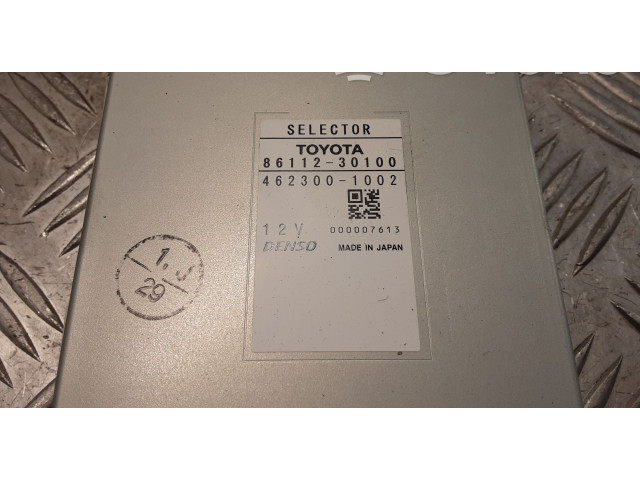 SELECTOR
TOYOTA
86112-30100
462300-1002
12V 000007613
DENSO MADE IN JAPAN
1. J
29